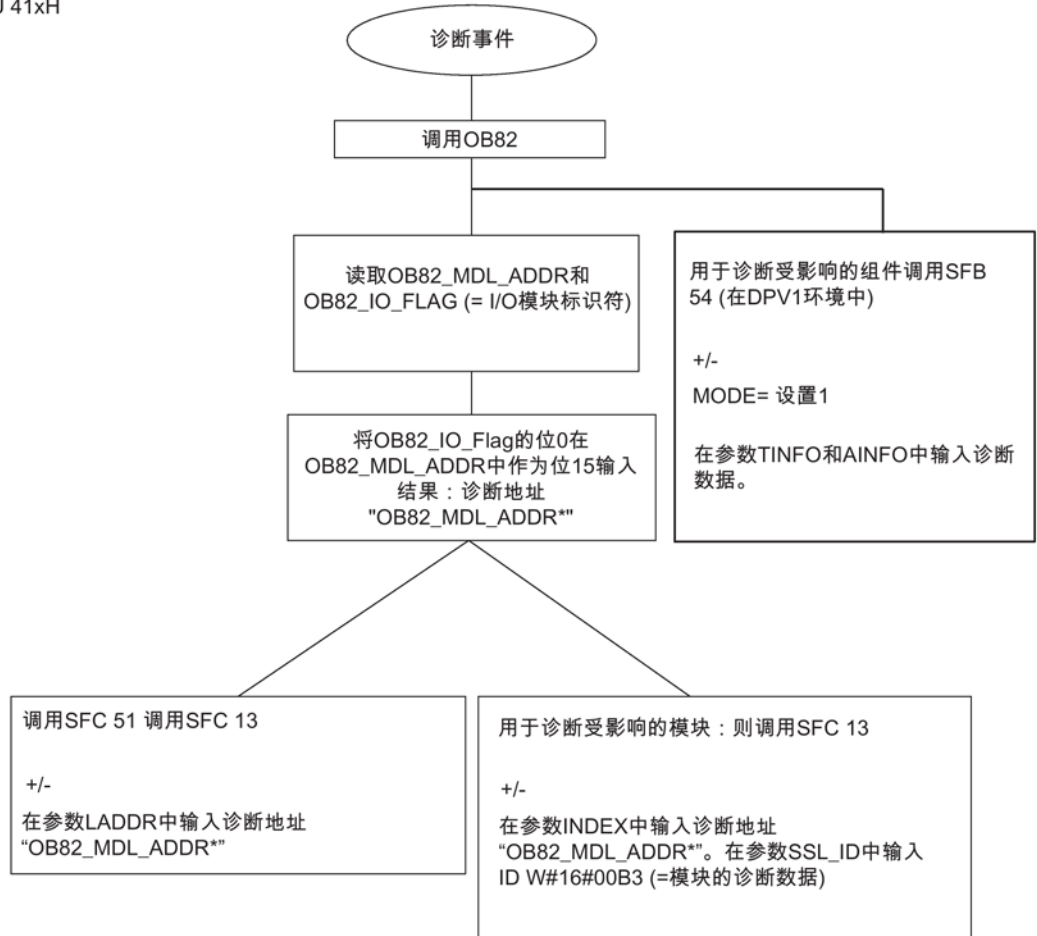 41xH
诊断事件
调用OB82
读取OB82_MDL_ADDR和
OB82_IO_FLAG (= I/O模块标识符)
用于诊断受影响的组件调用SFB
54 (在DPV1环境中)
+/-
MODE= 设置1
在参数TINFO和AINFO中输入诊断
数据。
将OB82_IO_Flag的位0在
OB82_MDL_ADDR中作为位15输入
结果：诊断地址
"OB82_MDL_ADDR*"
调用SFC 51 调用SFC 13
+/-
在参数LADDR中输入诊断地址
“OB82_MDL_ADDR*”
用于诊断受影响的模块：则调用SFC 13
+/-
在参数INDEX中输入诊断地址
“OB82_MDL_ADDR*”。在参数SSL_ID中输入
ID W#16#00B3 (=模块的诊断数据)